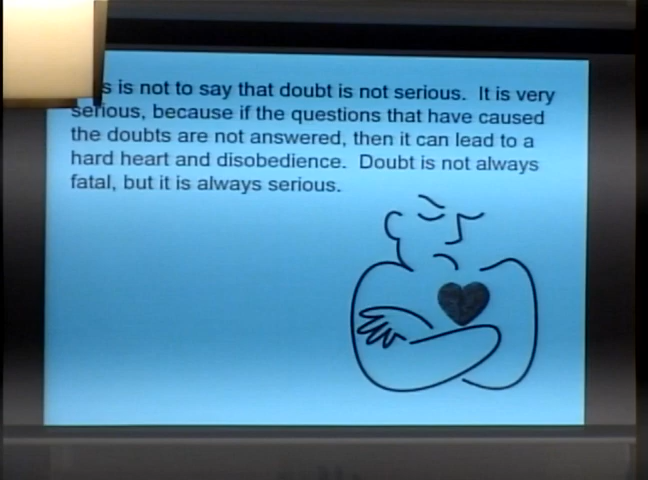 s is not to say that doubt is not serious. It is very
serious, because if the questions that have caused
the doubts are not answered, then it can lead to a
hard heart and disobedience. Doubt is not always
fatal, but it is always serious.